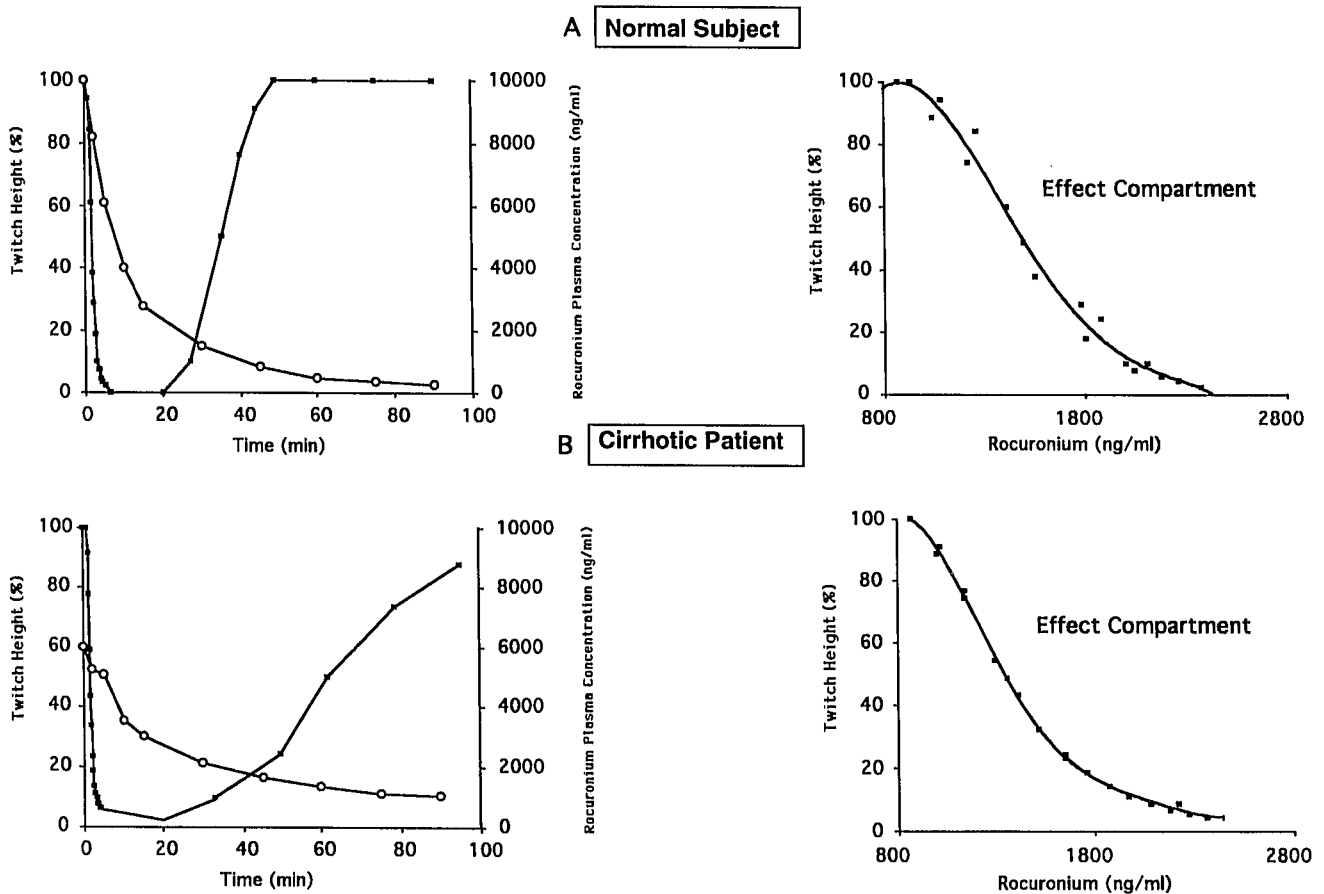 A Normal Subject
Twitch Height (%)
100
80
60
40
20
0
0 20 40 60 80 100
Time (min)
10000
8000
6000
4000
2000
0
Rocuronium Plasma Concentration (ng/ml)
Twitch Height (%)
100
80
60
40
20
0
Effect Compartment
800 1800 2800
Rocuronium (ng/ml)
B Cirrhotic Patient
Twitch Height (%)
100
80
60
40
20
0
0 20 40 60 80 100
Time (min)
10000
8000
6000
4000
2000
0
Rocuronium Plasma Concentration (ng/ml)
Twitch Height (%)
100
80
60
40
20
0
Effect Compartment
800 1800 2800
Rocuronium (ng/ml)